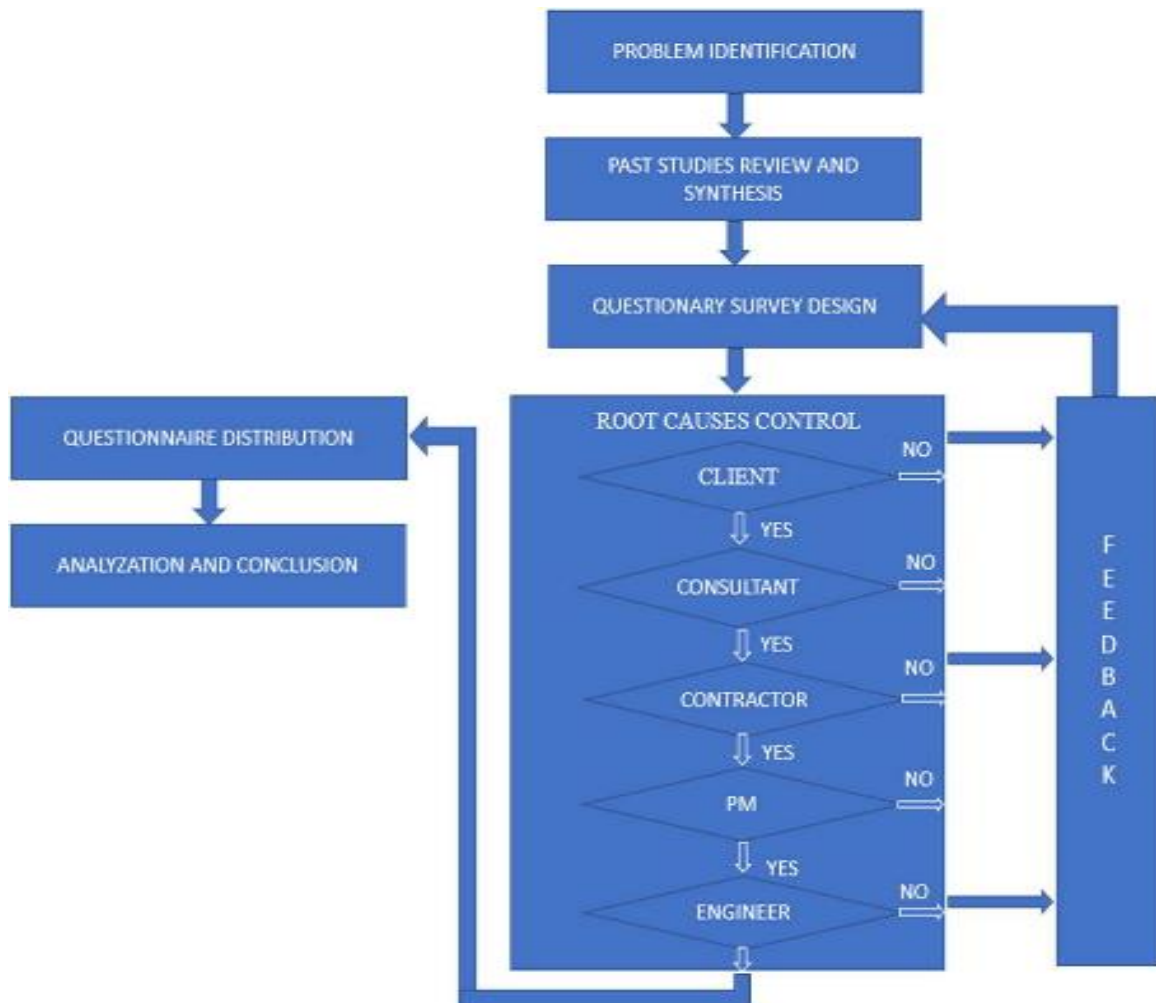 PROBLEM IDENTIFICATION
PAST STUDIES REVIEW AND
SYNTHESIS
QUESTIONARY SURVEY DESIGN
ROOT CAUSES CONTROL
CLIENT
NO
YES
CONSULTANT
NO
YES
CONTRACTOR
NO
YES
PM
NO
YES
ENGINEER
NO
FEEDBACK
QUESTIONNAIRE DISTRIBUTION
ANALYZATION AND CONCLUSION